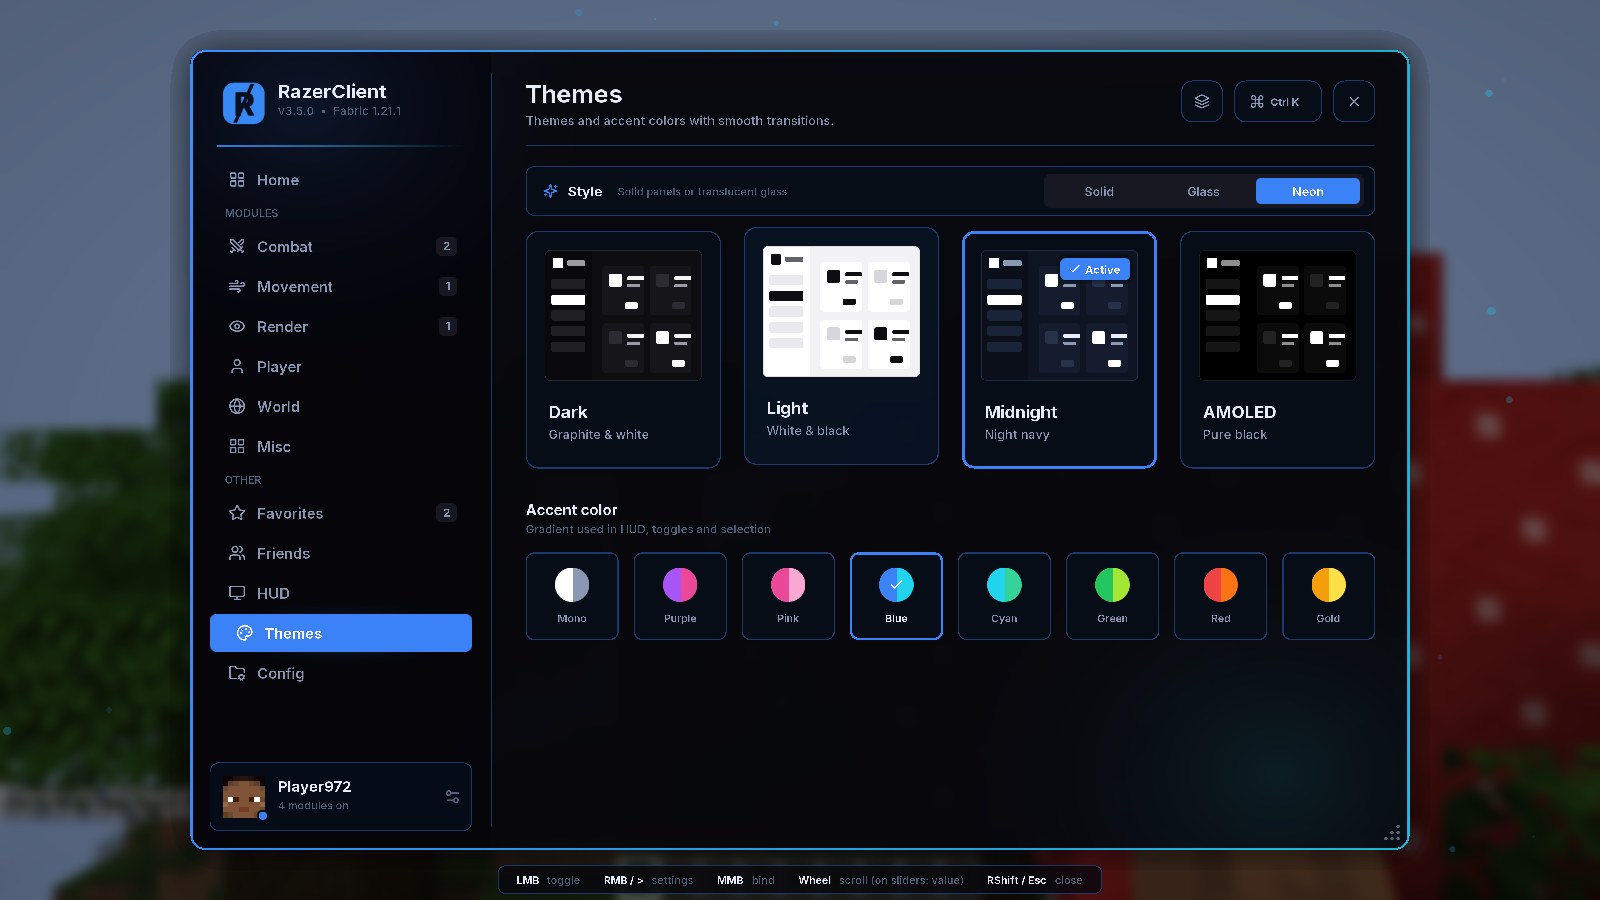 RazerClient
v3.5.0 • Fabric 1.21.1
Home
MODULES
Combat 2
Movement 1
Render 1
Player
World
Misc
OTHER
Favorites 2
Friends
HUD
Themes
Config
Player972
4 modules on
Themes
Themes and accent colors with smooth transitions.
Ctrl K
Style Solid panels or translucent glass
Solid Glass Neon
Active
Dark
Graphite & white
Light
White & black
Midnight
Night navy
AMOLED
Pure black
Accent color
Gradient used in HUD, toggles and selection
Mono Purple Pink Blue Cyan Green Red Gold
LMB toggle RMB / > settings MMB bind Wheel scroll (on sliders: value) RShift / Esc close